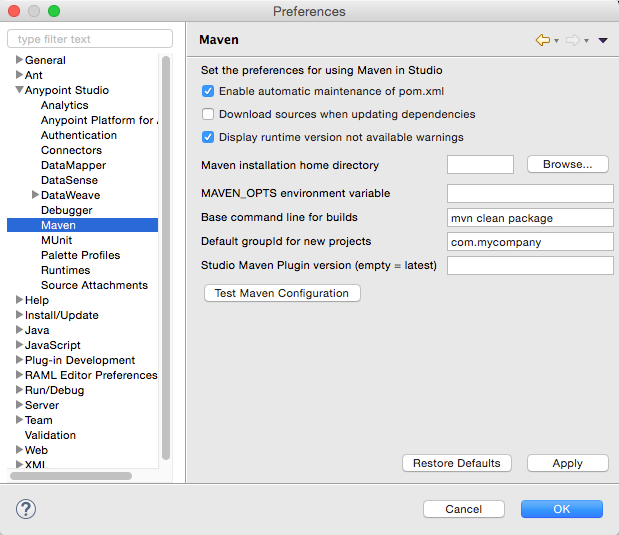 Preferences
type filter text
General
Ant
Anypoint Studio
Analytics
Anypoint Platform for
Authentication
Connectors
DataMapper
DataSense
DataWeave
Debugger
Maven
MUnit
Palette Profiles
Runtimes
Source Attachments
Help
Install/Update
Java
JavaScript
Plug-in Development
RAML Editor Preferences
Run/Debug
Server
Team
Validation
Web
XML
Maven
Set the preferences for using Maven in Studio
Enable automatic maintenance of pom.xml
Download sources when updating dependencies
Display runtime version not available warnings
Maven installation home directory Browse...
MAVEN_OPTS environment variable
Base command line for builds mvn clean package
Default groupId for new projects com.mycompany
Studio Maven Plugin version (empty = latest)
Test Maven Configuration
Restore Defaults Apply
? Cancel OK